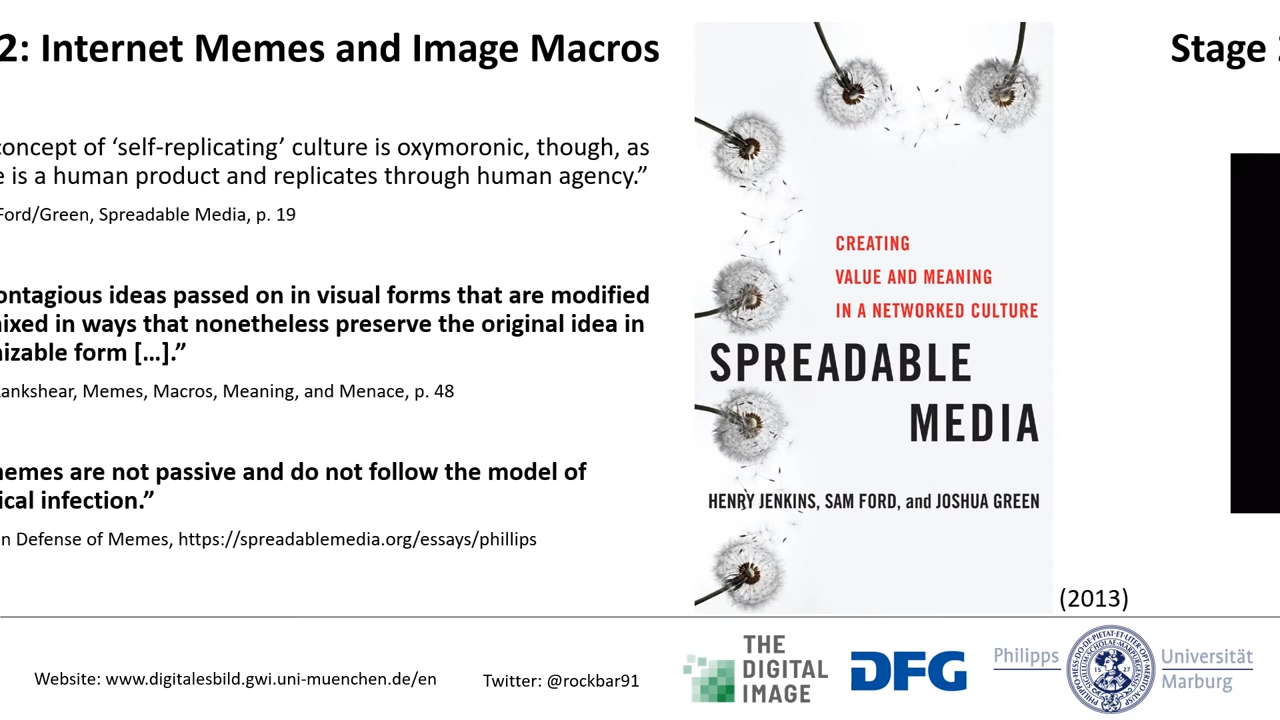 2: Internet Memes and Image Macros
concept of ‘self-replicating’ culture is oxymoronic, though, as
e is a human product and replicates through human agency.”
Ford/Green, Spreadable Media, p. 19
ontagious ideas passed on in visual forms that are modified
ixed in ways that nonetheless preserve the original idea in
nizable form […].”
Lankshear, Memes, Macros, Meaning, and Menace, p. 48
nemes are not passive and do not follow the model of
ical infection.”
n Defense of Memes, https://spreadablemedia.org/essays/phillips
CREATING
VALUE AND MEANING
IN A NETWORKED CULTURE
SPREADABLE
MEDIA
HENRY JENKINS, SAM FORD, and JOSHUA GREEN
(2013)
Stage
Website: www.digitalesbild.gwi.uni-muenchen.de/en
Twitter: @rockbar91
THE
DIGITAL
IMAGE
DFG
Philipps
Universität
Marburg
15 27